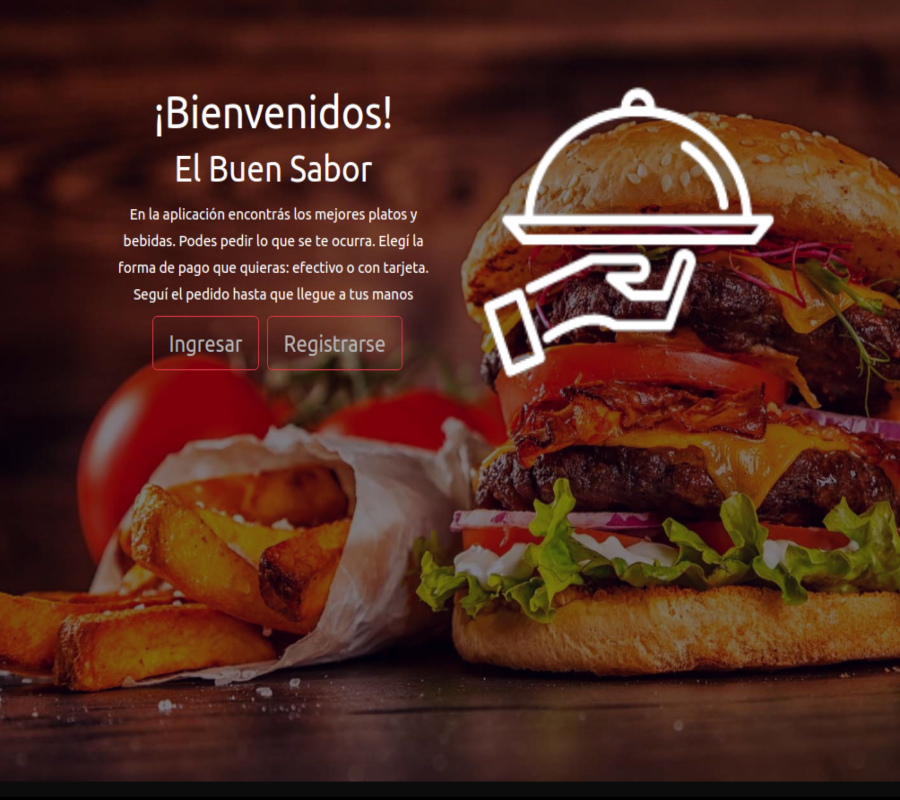 ¡Bienvenidos!
El Buen Sabor
En la aplicación encontrás los mejores platos y
bebidas. Podes pedir lo que se te ocurra. Elegí la
forma de pago que quieras: efectivo o con tarjeta.
Seguí el pedido hasta que llegue a tus manos
Ingresar Registrarse